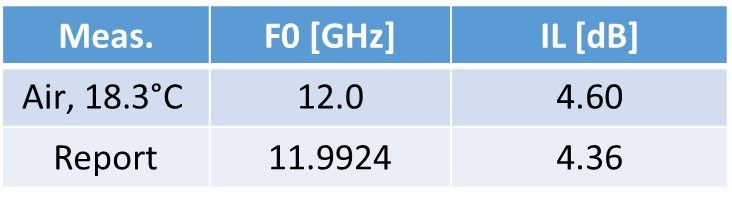 Meas. F0 [GHz] IL [dB]
Air, 18.3°C 12.0 4.60
Report 11.9924 4.36